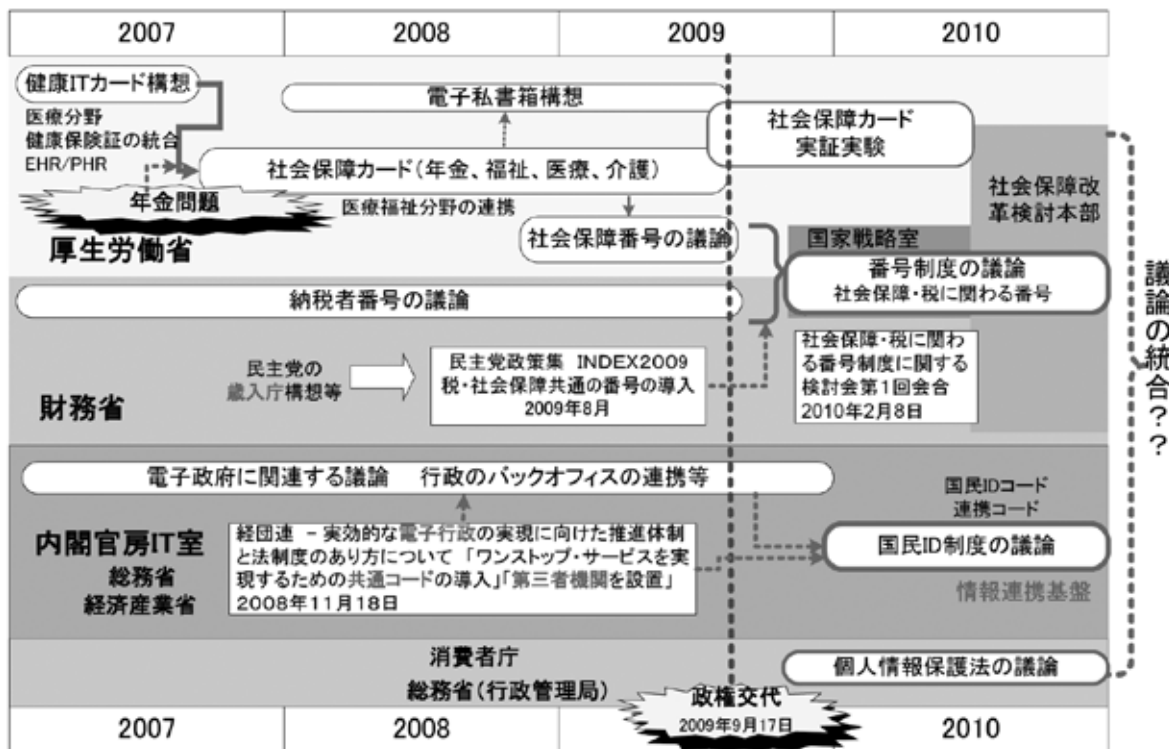 2007 2008 2009 2010
健康ITカード構想
医療分野
健康保険証の統合
EHR/PHR
年金問題
厚生労働省
電子私書箱構想
社会保障カード(年金、福祉、医療、介護)
医療福祉分野の連携
社会保障番号の議論
社会保障カード
実証実験
社会保障改
革検討本部
国家戦略室
番号制度の議論
社会保障・税に関わる番号
納税者番号の議論
民主党の
歳入庁構想等
民主党政策集 INDEX2009
税・社会保障共通の番号の導入
2009年8月
社会保障・税に関わ
る番号制度に関する
検討会第1回会合
2010年2月8日
財務省
議論の統合??
電子政府に関連する議論 行政のバックオフィスの連携等
内閣官房IT室
総務省
経済産業省
経団連 − 実効的な電子行政の実現に向けた推進体制
と法制度のあり方について 「ワンストップ・サービスを実
現するための共通コードの導入」「第三者機関を設置」
2008年11月18日
国民IDコード
連携コード
国民ID制度の議論
情報連携基盤
消費者庁
総務省(行政管理局)
個人情報保護法の議論
政権交代
2009年9月17日
2007 2008 2010